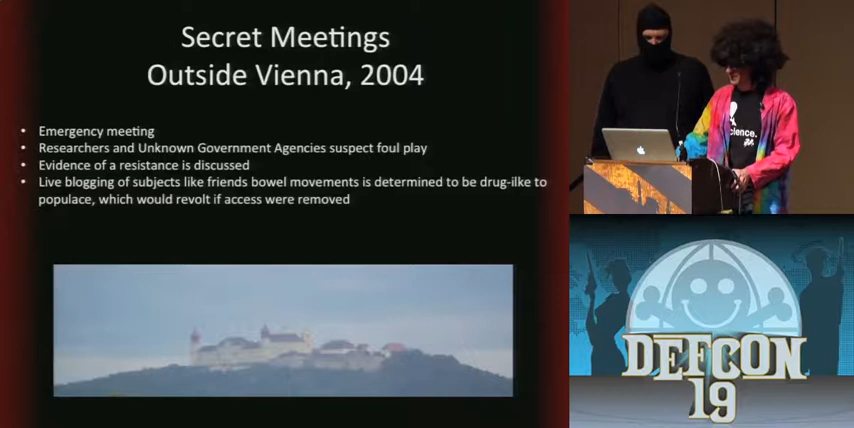 Secret Meetings
Outside Vienna, 2004
• Emergency meeting
• Researchers and Unknown Government Agencies suspect foul play
• Evidence of a resistance is discussed
• Live blogging of subjects like friends bowel movements is determined to be drug-ilke to
populace, which would revolt if access were removed
DEFCON
19